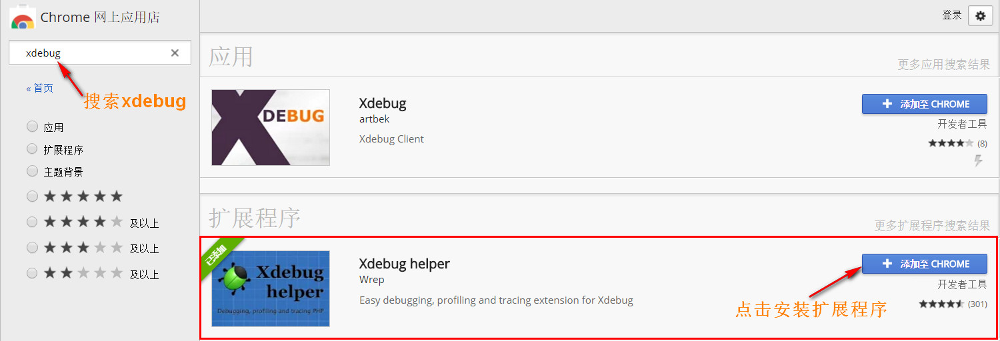 Chrome 网上应用店
登录
xdebug
« 首页
搜索xdebug
应用
扩展程序
主题背景
及以上
及以上
及以上
应用
更多应用搜索结果
XDEBUG
Xdebug
artbek
Xdebug Client
添加至 CHROME
开发者工具
(8)
扩展程序
更多扩展程序搜索结果
已添加
Xdebug
helper
Debugging, profiling and tracing PHP
Xdebug helper
Wrep
Easy debugging, profiling and tracing extension for Xdebug
添加至 CHROME
开发者工具
(301)
点击安装扩展程序